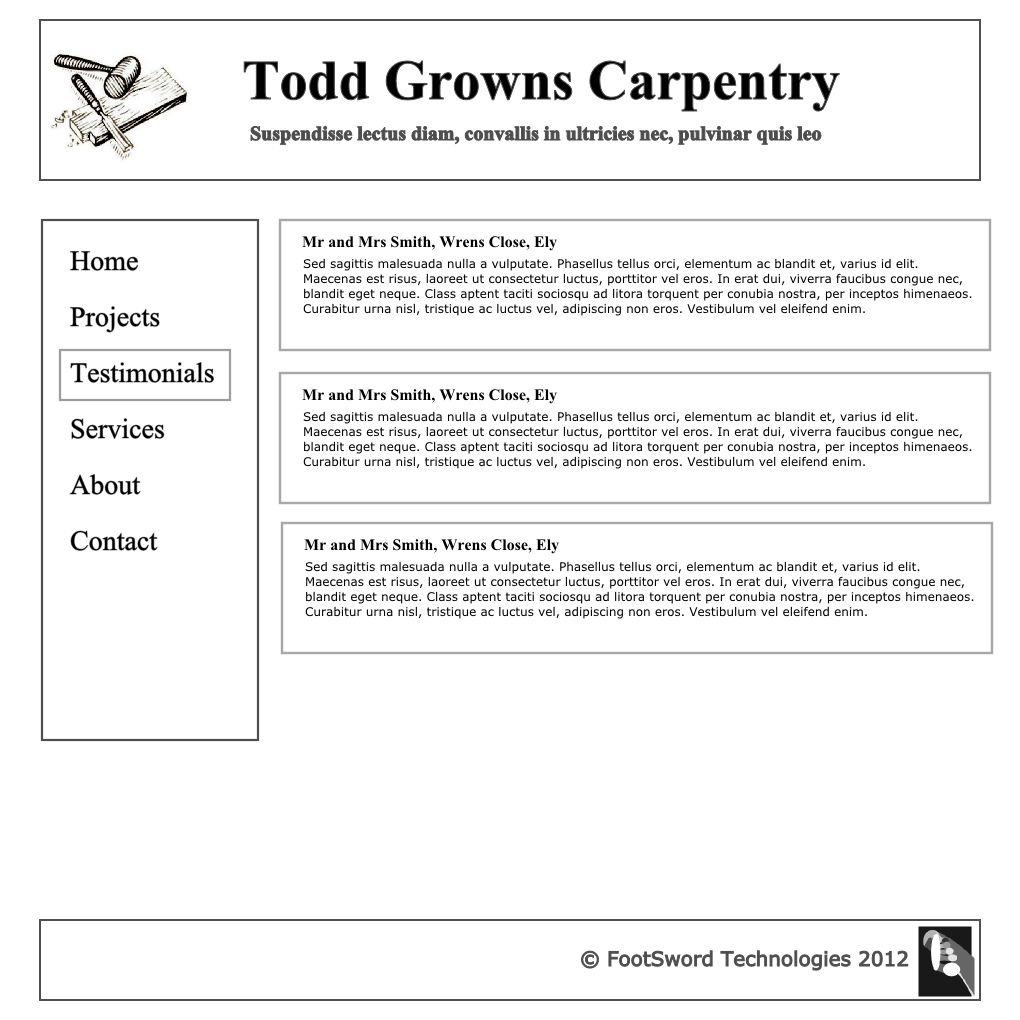 Todd Growns Carpentry
Suspendisse lectus diam, convallis in ultricies nec, pulvinar quis leo
Home
Projects
Testimonials
Services
About
Contact
Mr and Mrs Smith, Wrens Close, Ely
Sed sagittis malesuada nulla a vulputate. Phasellus tellus orci, elementum ac blandit et, varius id elit.
Maecenas est risus, laoreet ut consectetur luctus, porttitor vel eros. In erat dui, viverra faucibus congue nec,
blandit eget neque. Class aptent taciti sociosqu ad litora torquent per conubia nostra, per inceptos himenaeos.
Curabitur urna nisl, tristique ac luctus vel, adipiscing non eros. Vestibulum vel eleifend enim.
Mr and Mrs Smith, Wrens Close, Ely
Sed sagittis malesuada nulla a vulputate. Phasellus tellus orci, elementum ac blandit et, varius id elit.
Maecenas est risus, laoreet ut consectetur luctus, porttitor vel eros. In erat dui, viverra faucibus congue nec,
blandit eget neque. Class aptent taciti sociosqu ad litora torquent per conubia nostra, per inceptos himenaeos.
Curabitur urna nisl, tristique ac luctus vel, adipiscing non eros. Vestibulum vel eleifend enim.
Mr and Mrs Smith, Wrens Close, Ely
Sed sagittis malesuada nulla a vulputate. Phasellus tellus orci, elementum ac blandit et, varius id elit.
Maecenas est risus, laoreet ut consectetur luctus, porttitor vel eros. In erat dui, viverra faucibus congue nec,
blandit eget neque. Class aptent taciti sociosqu ad litora torquent per conubia nostra, per inceptos himenaeos.
Curabitur urna nisl, tristique ac luctus vel, adipiscing non eros. Vestibulum vel eleifend enim.
© FootSword Technologies 2012